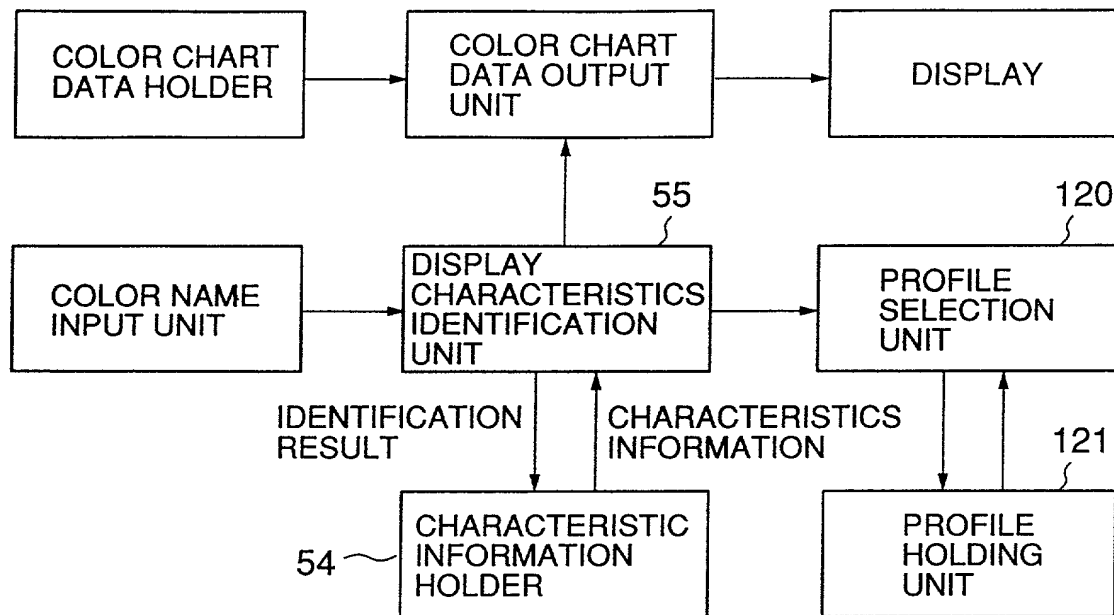 COLOR CHART
DATA HOLDER
COLOR CHART
DATA OUTPUT
UNIT
DISPLAY
55
120
COLOR NAME
INPUT UNIT
DISPLAY
CHARACTERISTICS
IDENTIFICATION
UNIT
PROFILE
SELECTION
UNIT
IDENTIFICATION
RESULT
CHARACTERISTICS
INFORMATION
121
54
CHARACTERISTIC
INFORMATION
HOLDER
PROFILE
HOLDING
UNIT